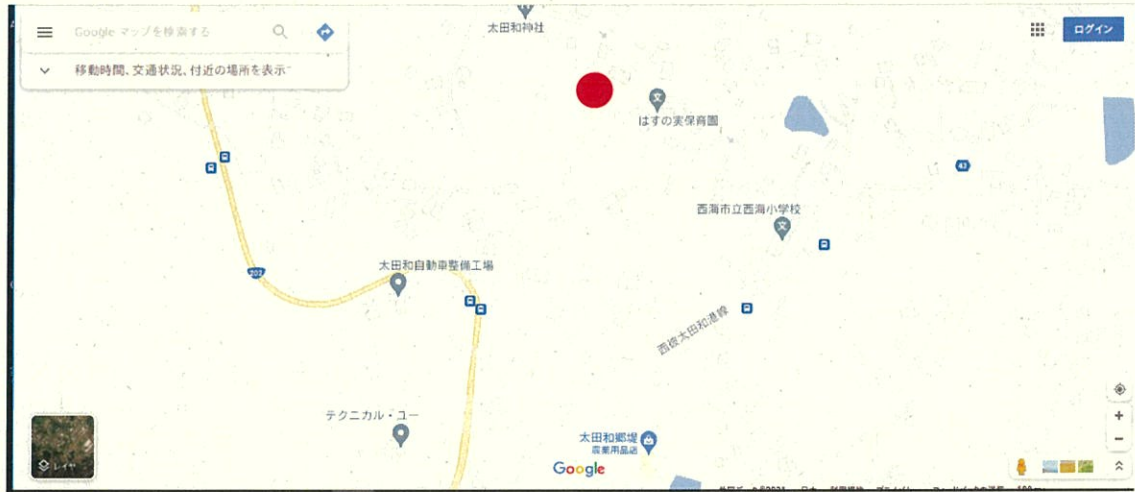 Google マップを検索する
移動時間、交通状況、付近の場所を表示
ログイン
太田和神社
はすの実保育園
43
西海市立西海小学校
202
太田和自動車整備工場
西彼太田和港線
テクニカル・ユー
太田和郷堤
農業用品店
レイヤ
Google